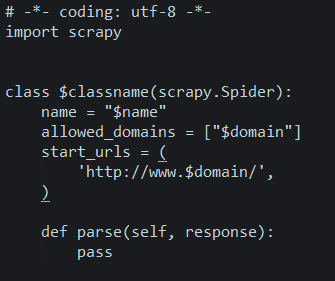 # -*- coding: utf-8 -*-
import scrapy
class $classname(scrapy.Spider):
    name = "$name"
    allowed_domains = ["$domain"]
    start_urls = (
        'http://www.$domain/',
    )
    def parse(self, response):
        pass